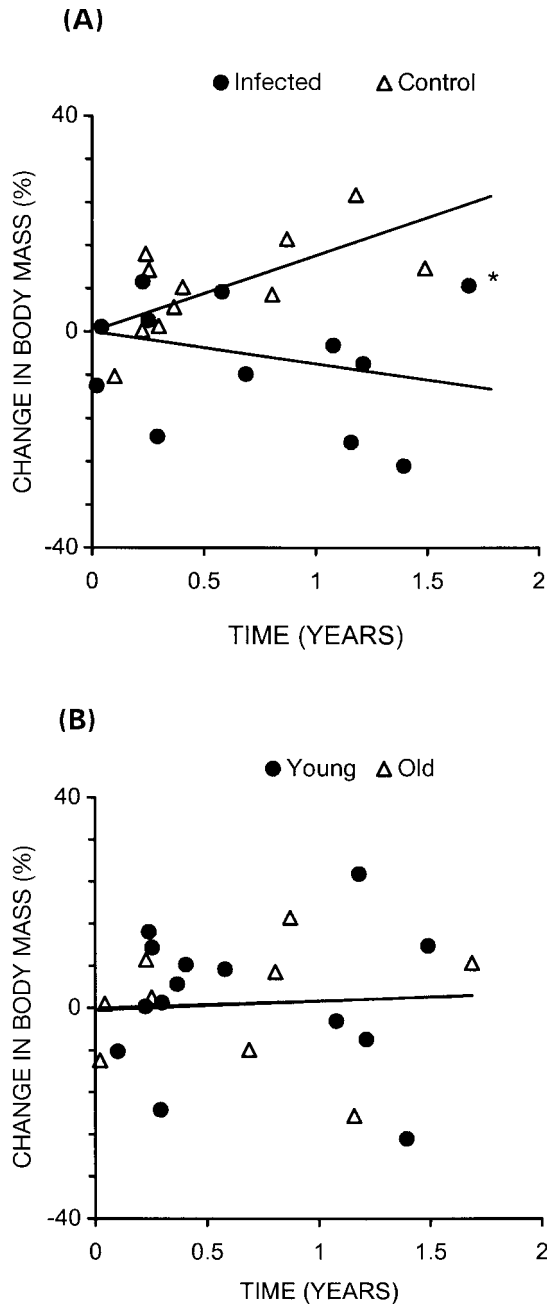 (A)
Infected Control
40
0
-40
CHANGE IN BODY MASS (%)
*
0 0.5 1 1.5 2
TIME (YEARS)
(B)
Young Old
40
0
-40
CHANGE IN BODY MASS (%)
0 0.5 1 1.5 2
TIME (YEARS)